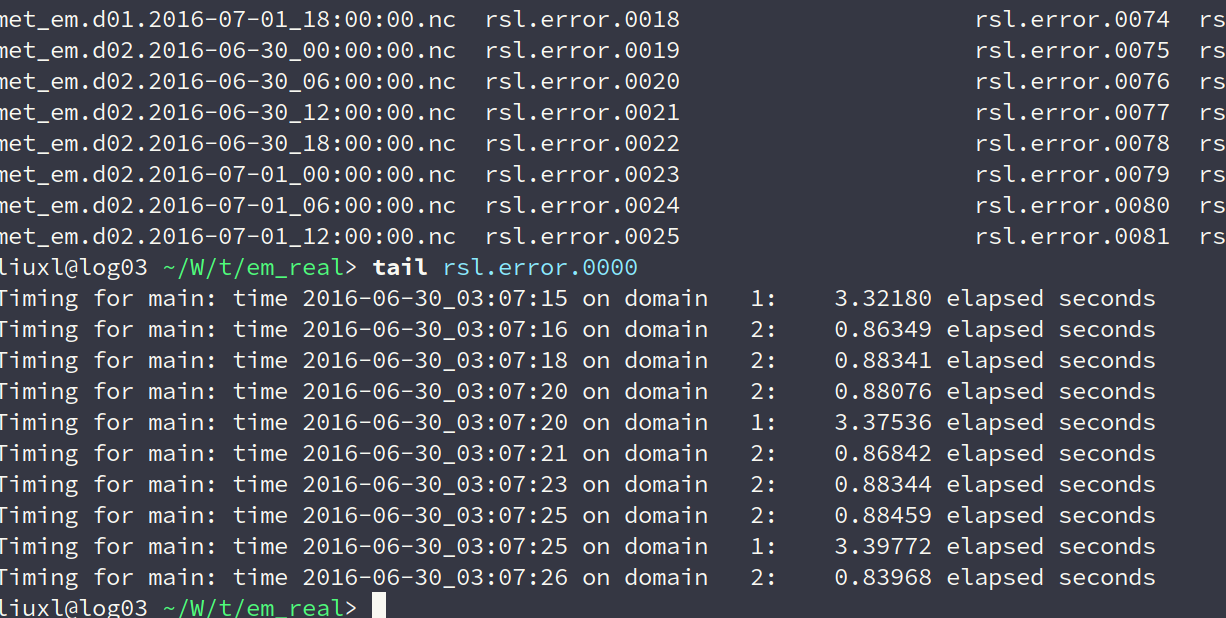 met_em.d01.2016-07-01_18:00:00.nc rsl.error.0018 rsl.error.0074 rs
met_em.d02.2016-06-30_00:00:00.nc rsl.error.0019 rsl.error.0075 rs
met_em.d02.2016-06-30_06:00:00.nc rsl.error.0020 rsl.error.0076 rs
met_em.d02.2016-06-30_12:00:00.nc rsl.error.0021 rsl.error.0077 rs
met_em.d02.2016-06-30_18:00:00.nc rsl.error.0022 rsl.error.0078 rs
met_em.d02.2016-07-01_00:00:00.nc rsl.error.0023 rsl.error.0079 rs
met_em.d02.2016-07-01_06:00:00.nc rsl.error.0024 rsl.error.0080 rs
met_em.d02.2016-07-01_12:00:00.nc rsl.error.0025 rsl.error.0081 rs
liuxl@log03 ~/W/t/em_real> tail rsl.error.0000
Timing for main: time 2016-06-30_03:07:15 on domain 1: 3.32180 elapsed seconds
Timing for main: time 2016-06-30_03:07:16 on domain 2: 0.86349 elapsed seconds
Timing for main: time 2016-06-30_03:07:18 on domain 2: 0.88341 elapsed seconds
Timing for main: time 2016-06-30_03:07:20 on domain 2: 0.88076 elapsed seconds
Timing for main: time 2016-06-30_03:07:20 on domain 1: 3.37536 elapsed seconds
Timing for main: time 2016-06-30_03:07:21 on domain 2: 0.86842 elapsed seconds
Timing for main: time 2016-06-30_03:07:23 on domain 2: 0.88344 elapsed seconds
Timing for main: time 2016-06-30_03:07:25 on domain 2: 0.88459 elapsed seconds
Timing for main: time 2016-06-30_03:07:25 on domain 1: 3.39772 elapsed seconds
Timing for main: time 2016-06-30_03:07:26 on domain 2: 0.83968 elapsed seconds
liuxl@log03 ~/W/t/em_real>